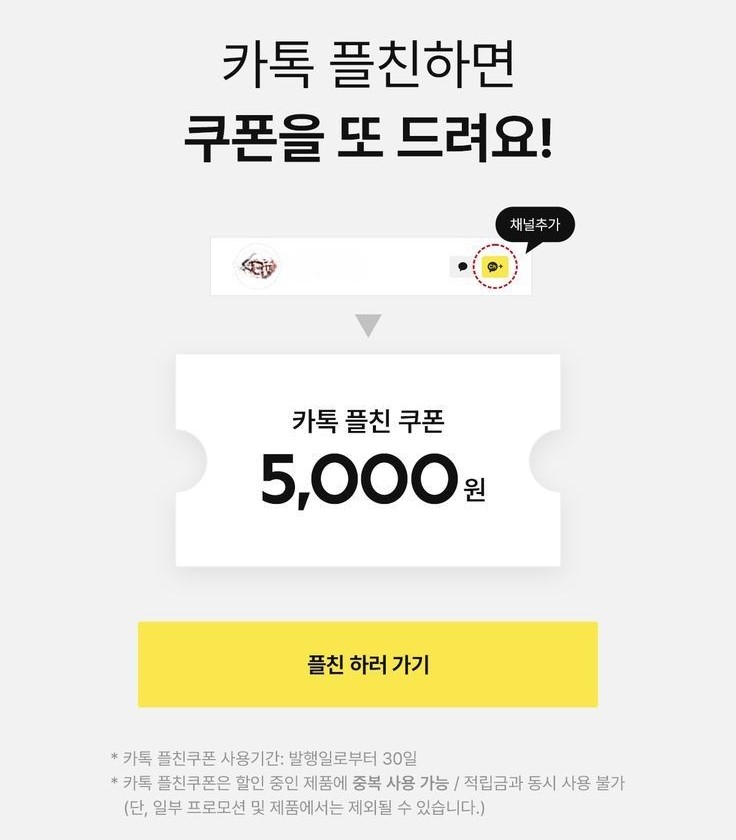 카톡 플친하면
쿠폰을 또 드려요!
채널추가
카톡 플친 쿠폰
5,000원
플친 하러 가기
* 카톡 플친쿠폰 사용기간: 발행일로부터 30일
* 카톡 플친쿠폰은 할인 중인 제품에 중복 사용 가능 / 적립금과 동시 사용 불가
(단, 일부 프로모션 및 제품에서는 제외될 수 있습니다.)